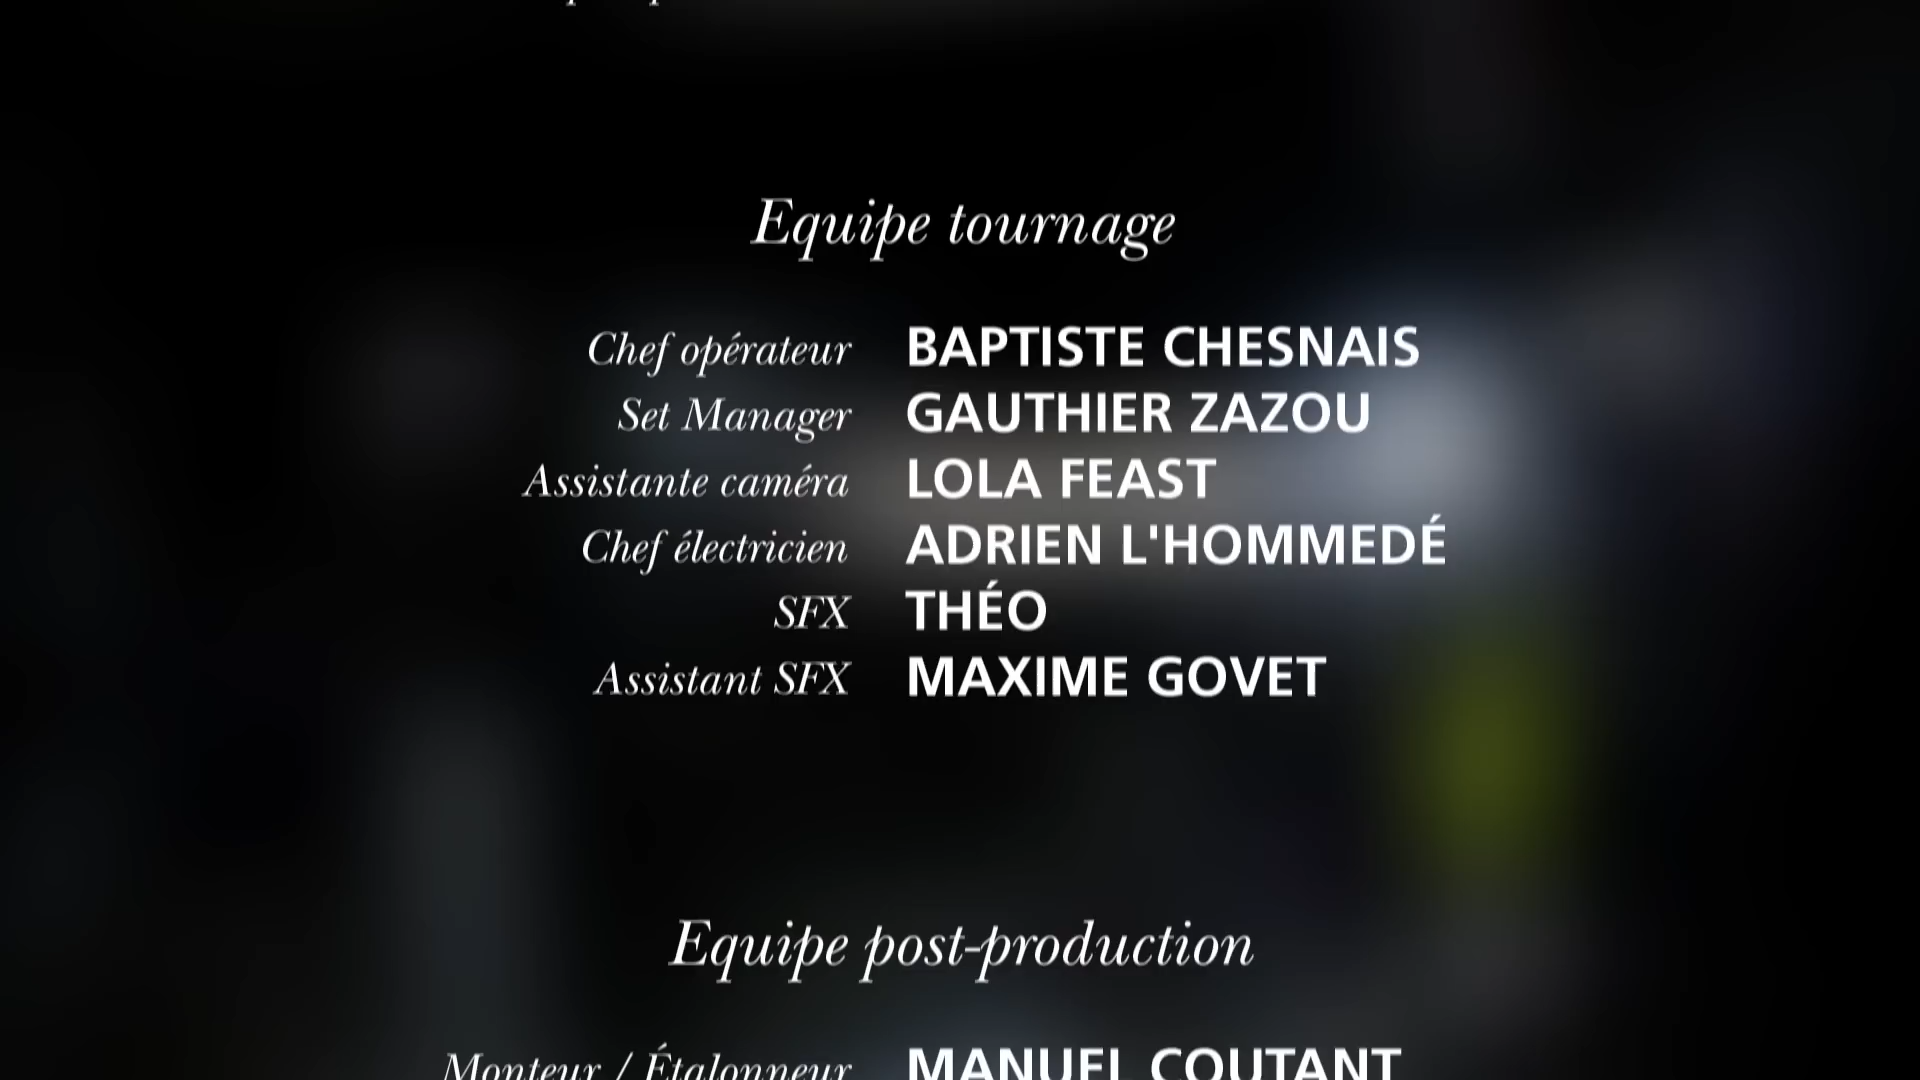 Equipe tournage
Chef opérateur BAPTISTE CHESNAIS
Set Manager GAUTHIER ZAZOU
Assistante caméra LOLA FEAST
Chef électricien ADRIEN L'HOMMEDÉ
SFX THÉO
Assistant SFX MAXIME GOVET
Equipe post-production
Monteur / Étalonneur MANUEL COUTANT